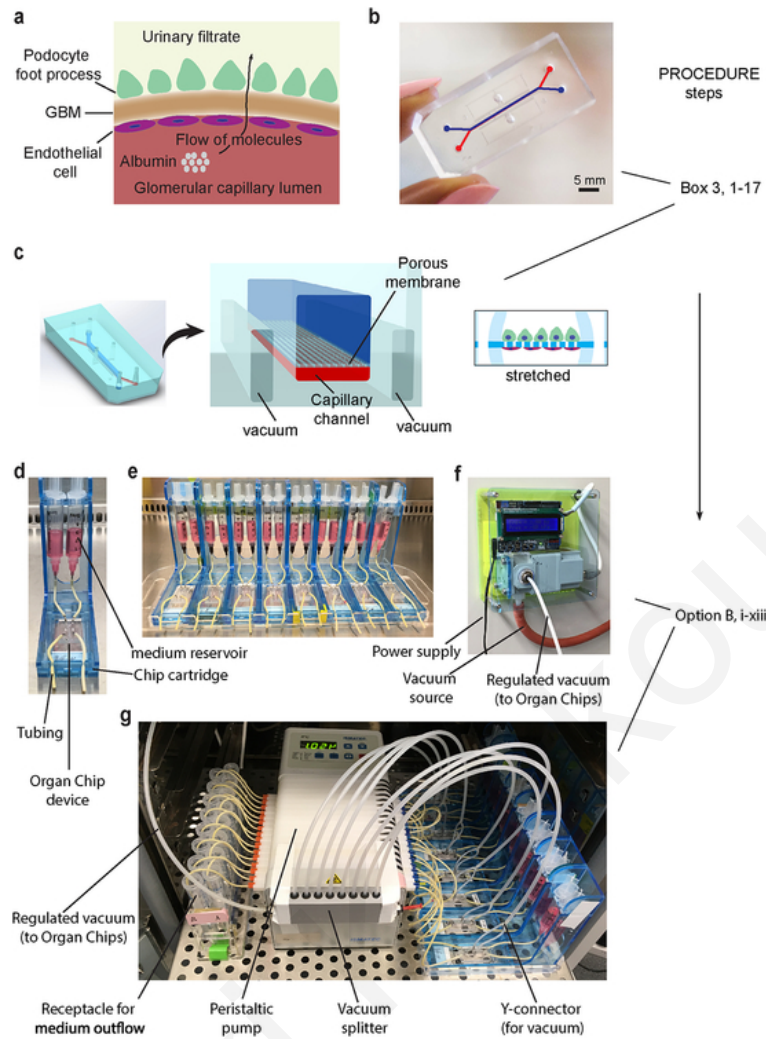 a
Urinary filtrate
Podocyte
foot process
GBM
Endothelial
cell
Flow of molecules
Albumin
Glomerular capillary lumen
b
5 mm
PROCEDURE
steps
Box 3, 1-17
c
Porous
membrane
Capillary
channel
vacuum
vacuum
stretched
d
medium reservoir
Chip cartridge
Tubing
Organ Chip
device
e
f
Power supply
Vacuum
source
Regulated vacuum
(to Organ Chips)
Option B, i-xiii
g
Regulated vacuum
(to Organ Chips)
Receptacle for
medium outflow
Peristaltic
pump
Vacuum
splitter
Y-connector
(for vacuum)
KOU